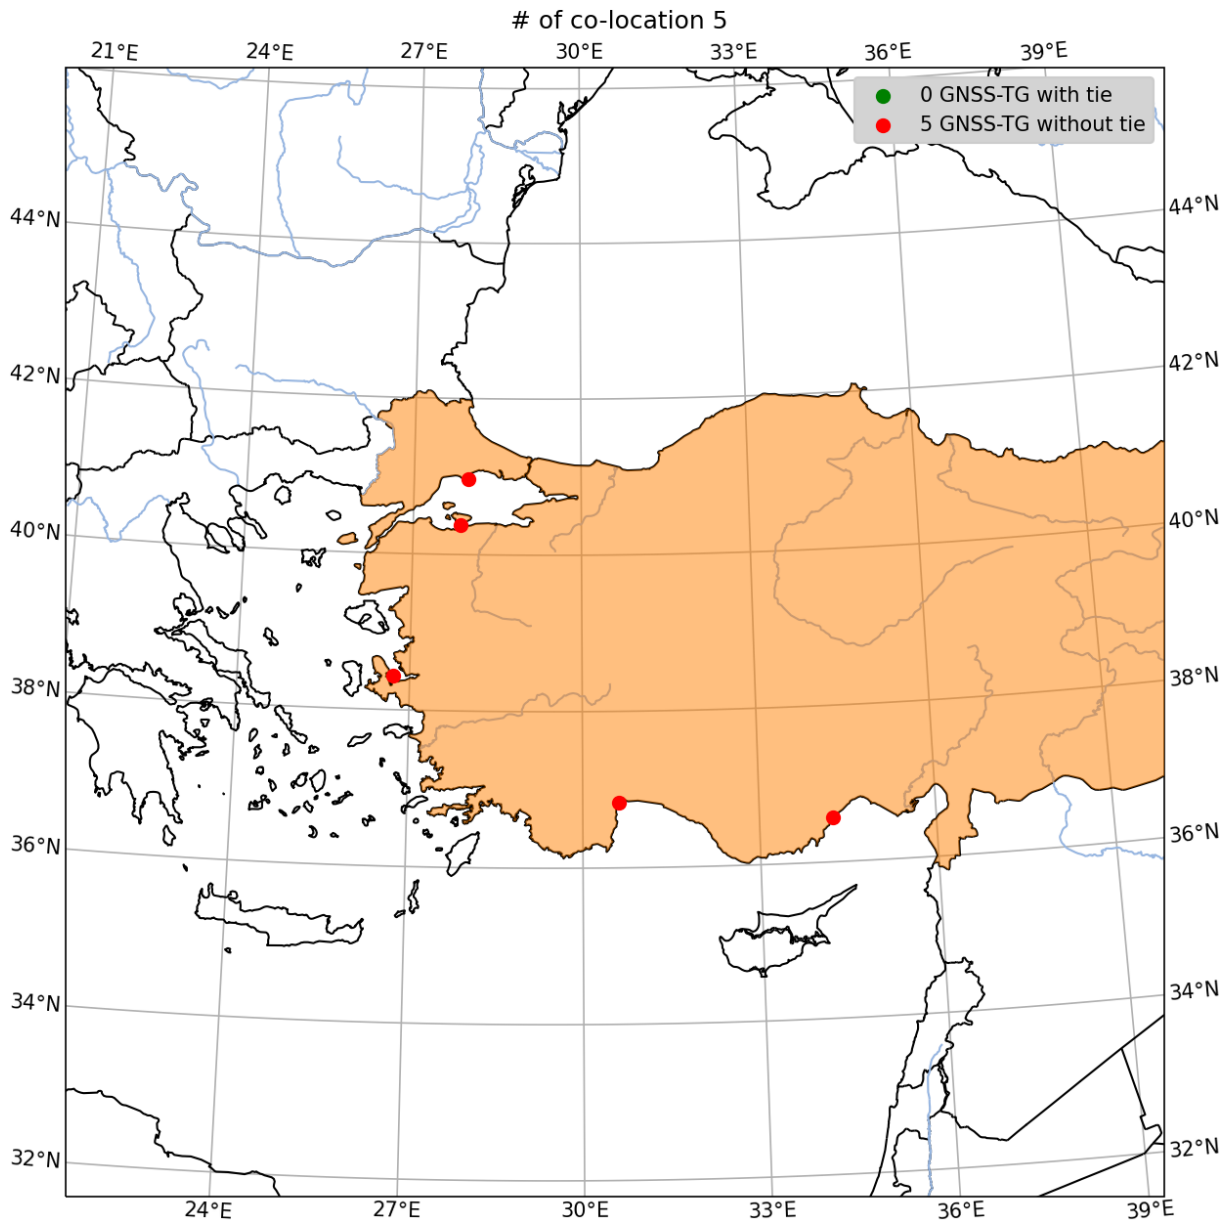 # of co-location 5
21°E 24°E 27°E 30°E 33°E 36°E 39°E
0 GNSS-TG with tie
5 GNSS-TG without tie
44°N 44°N
42°N 42°N
40°N 40°N
38°N 38°N
36°N 36°N
34°N 34°N
32°N 32°N
24°E 27°E 30°E 33°E 36°E 39°E